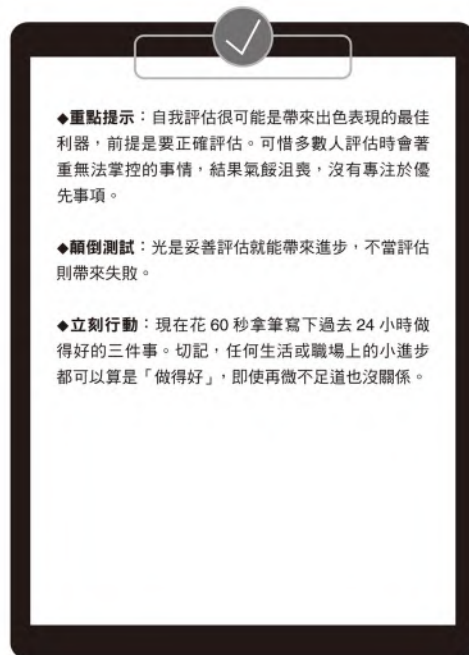 ◆重點提示：自我評估很可能是帶來出色表現的最佳
利器，前提是要正確評估。可惜多數人評估時會著
重無法掌控的事情，結果氣餒沮喪，沒有專注於優
先事項。
◆顛倒測試：光是妥善評估就能帶來進步，不當評估
則帶來失敗。
◆立刻行動：現在花 60 秒拿筆寫下過去 24 小時做
得好的三件事。切記，任何生活或職場上的小進步
都可以算是「做得好」，即使再微不足道也沒關係。